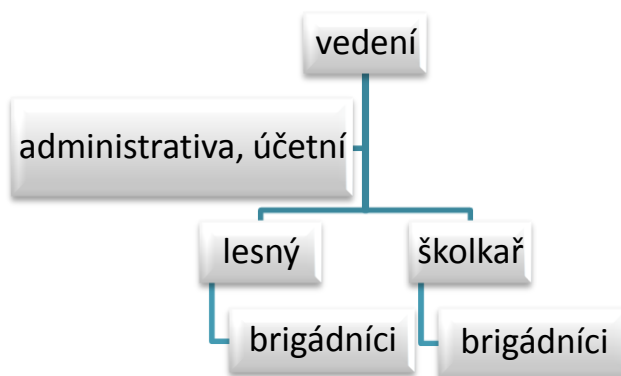 vedení
administrativa, účetní
lesný
školkař
brigádníci
brigádníci